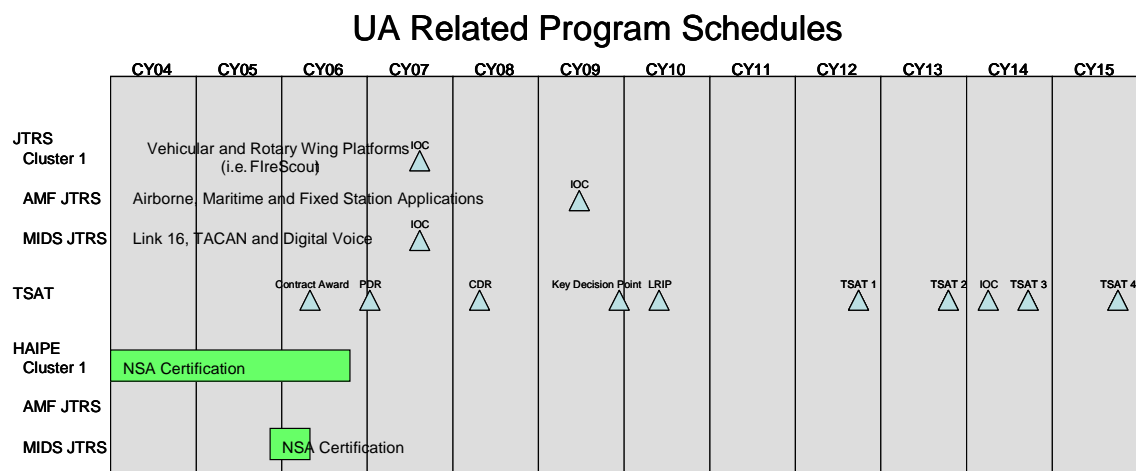 UA Related Program Schedules
CY04 CY05 CY06 CY07 CY08 CY09 CY10 CY11 CY12 CY13 CY14 CY15
JTRS
Cluster 1
Vehicular and Rotary Wing Platforms
(i.e. FIreScout)
IOC
AMF JTRS
Airborne, Maritime and Fixed Station Applications
IOC
MIDS JTRS
Link 16, TACAN and Digital Voice
IOC
TSAT
Contract Award PDR CDR Key Decision Point LRIP TSAT 1 TSAT 2 IOC TSAT 3 TSAT 4
HAIPE
Cluster 1
NSA Certification
AMF JTRS
MIDS JTRS
NSA Certification